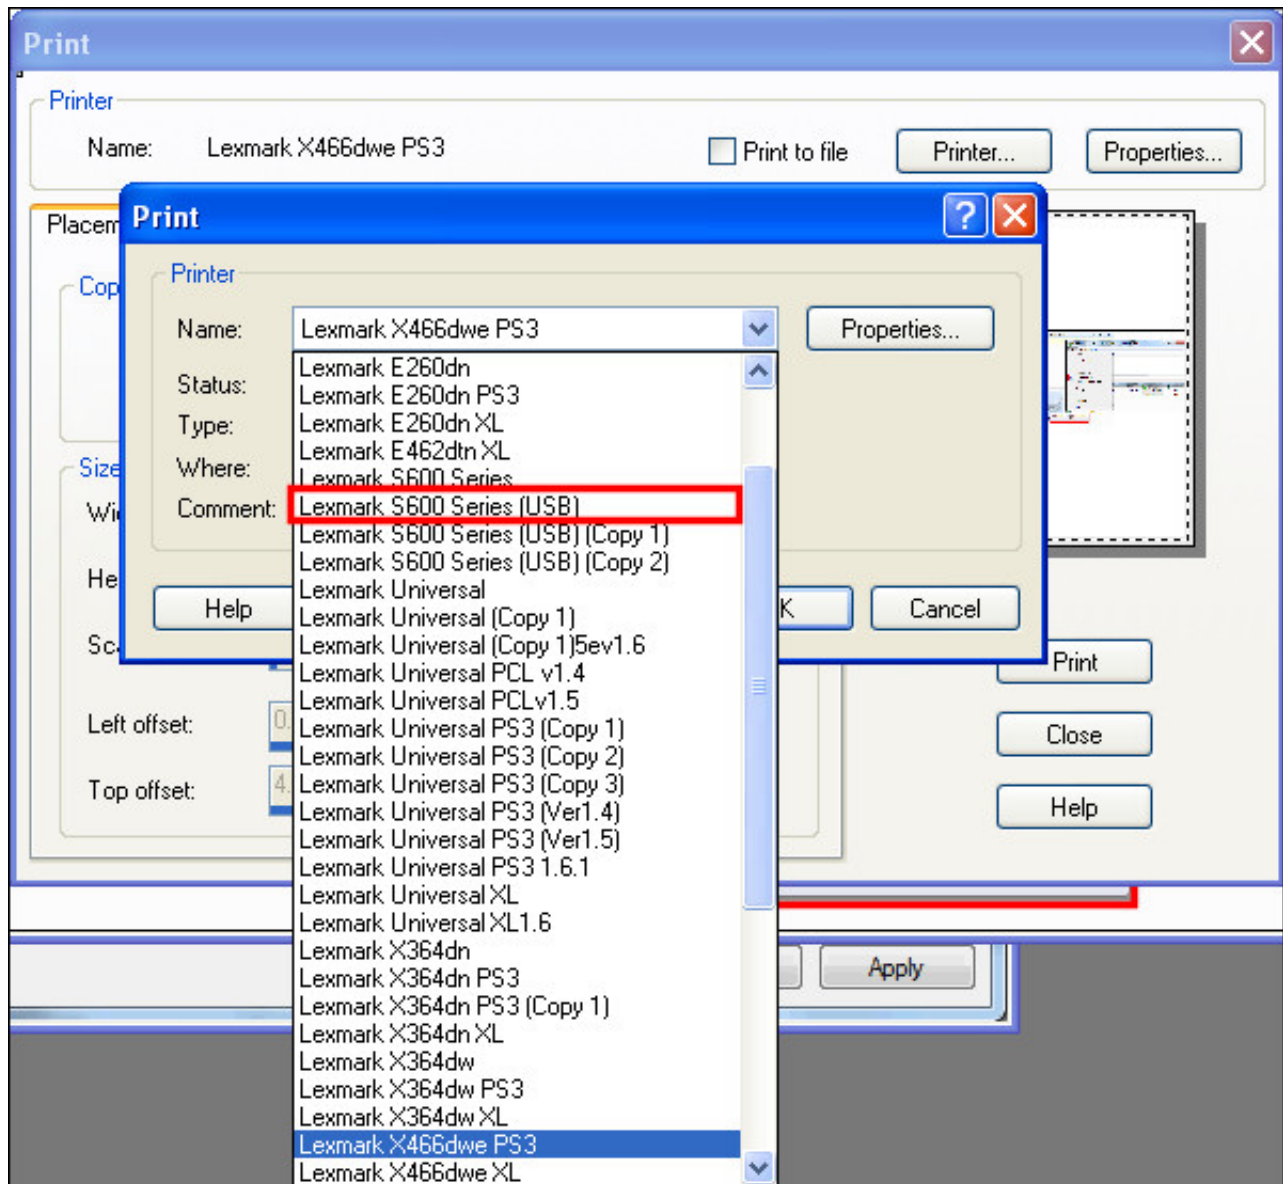 Print
Printer
Name: Lexmark X466dwe PS3 Print to file Printer... Properties...
Placem
Print
Cop
Printer
Name: Lexmark X466dwe PS3 Properties...
Status:
Type:
Where:
Comment:
Lexmark E260dn
Lexmark E260dn PS3
Lexmark E260dn XL
Lexmark E462dtn XL
Lexmark S600 Series
Lexmark S600 Series (USB)
Lexmark S600 Series (USB) (Copy 1)
Lexmark S600 Series (USB) (Copy 2)
Lexmark Universal
Lexmark Universal (Copy 1)
Lexmark Universal (Copy 1)5ev1.6
Lexmark Universal PCL v1.4
Lexmark Universal PCLv1.5
Lexmark Universal PS3 (Copy 1)
Lexmark Universal PS3 (Copy 2)
Lexmark Universal PS3 (Copy 3)
Lexmark Universal PS3 (Ver1.4)
Lexmark Universal PS3 (Ver1.5)
Lexmark Universal PS3 1.6.1
Lexmark Universal XL
Lexmark Universal XL1.6
Lexmark X364dn
Lexmark X364dn PS3
Lexmark X364dn PS3 (Copy 1)
Lexmark X364dn XL
Lexmark X364dw
Lexmark X364dw PS3
Lexmark X364dw XL
Lexmark X466dwe PS3
Lexmark X466dwe XL
Help K Cancel
Size
Wi
He
Sc
Left offset: 0.
Top offset: 4.
Print
Close
Help
Apply